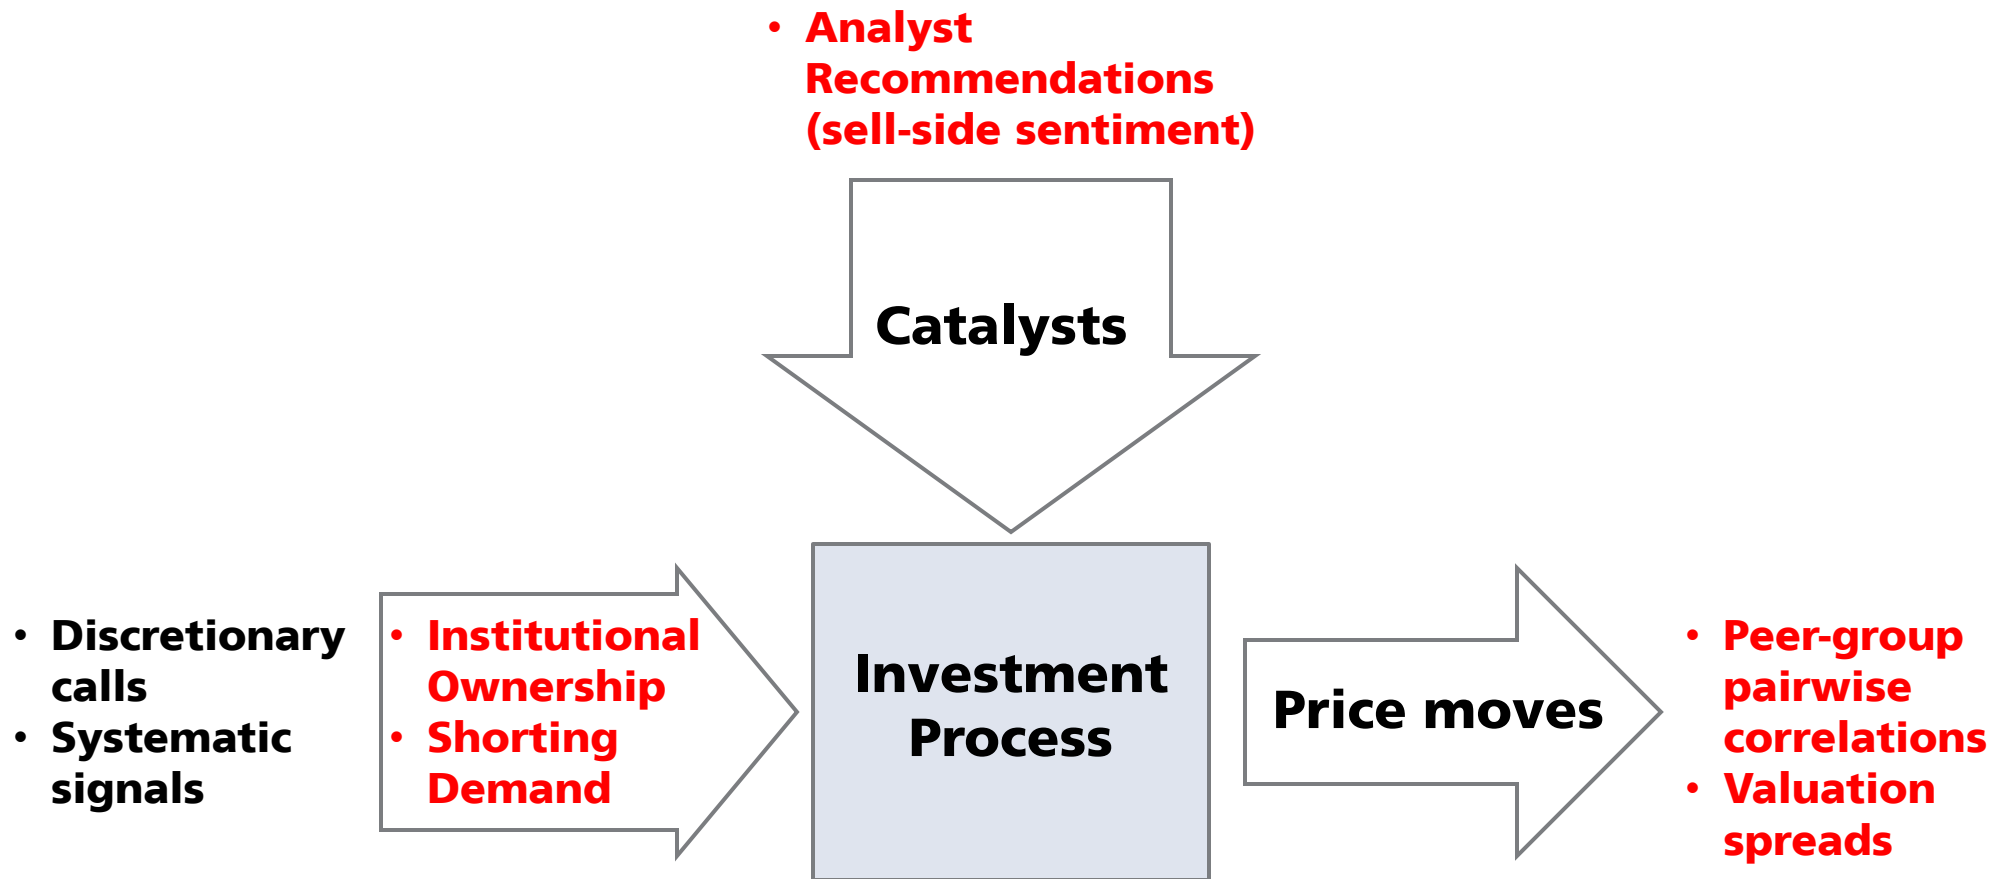 • Analyst
Recommendations
(sell-side sentiment)
Catalysts
• Discretionary
calls
• Systematic
signals
• Institutional
Ownership
• Shorting
Demand
Investment
Process
Price moves
• Peer-group
pairwise
correlations
• Valuation
spreads